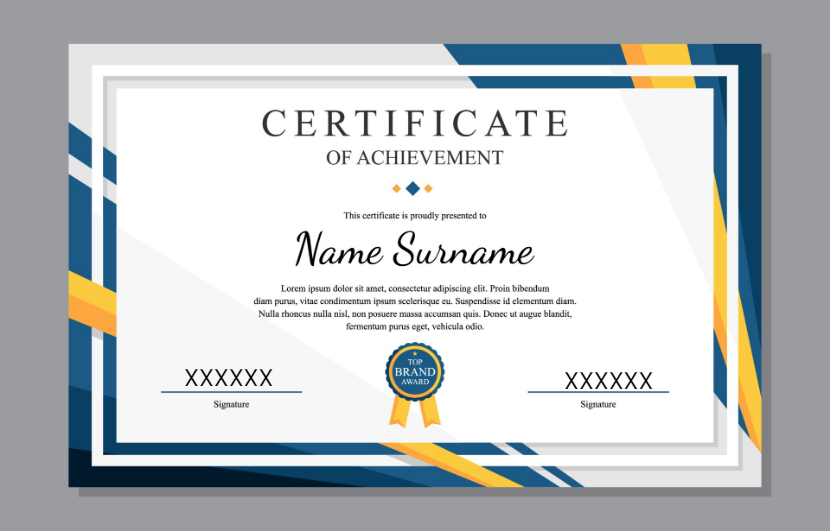 CERTIFICATE
OF ACHIEVEMENT
This certificate is proudly presented to
Name Surname
Lorem ipsum dolor sit amet, consectetur adipiscing elit. Proin bibendum
diam purus, vitae condimentum ipsum scelerisque eu. Suspendisse id elementum diam.
Nulla rhoncus nulla nisl, non posuere massa accumsan quis. Donec ut augue blandit,
fermentum purus eget, vehicula odio.
TOP
BRAND
AWARD
XXXXXX
Signature
XXXXXX
Signature